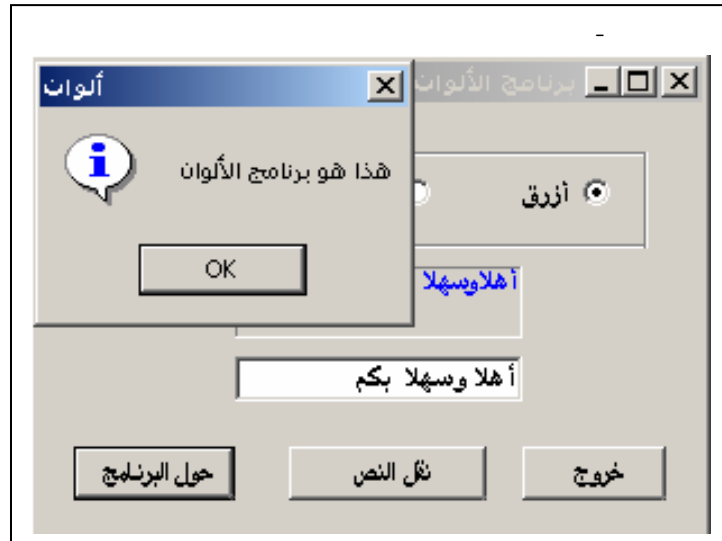 -
ألوان
برنامج الألوان
هذا هو برنامج الألوان
OK
أزرق
أهلاوسهلا
أهلا وسهلا بكم
خروج
نقل النص
حول البرنامج